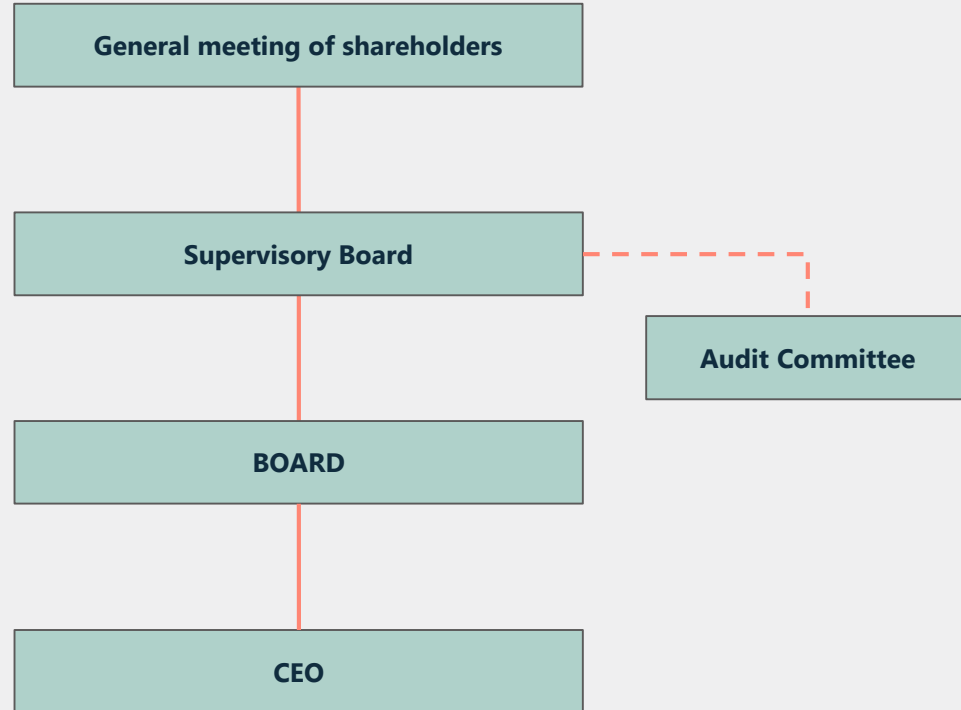 General meeting of shareholders
Supervisory Board
Audit Committee
BOARD
CEO